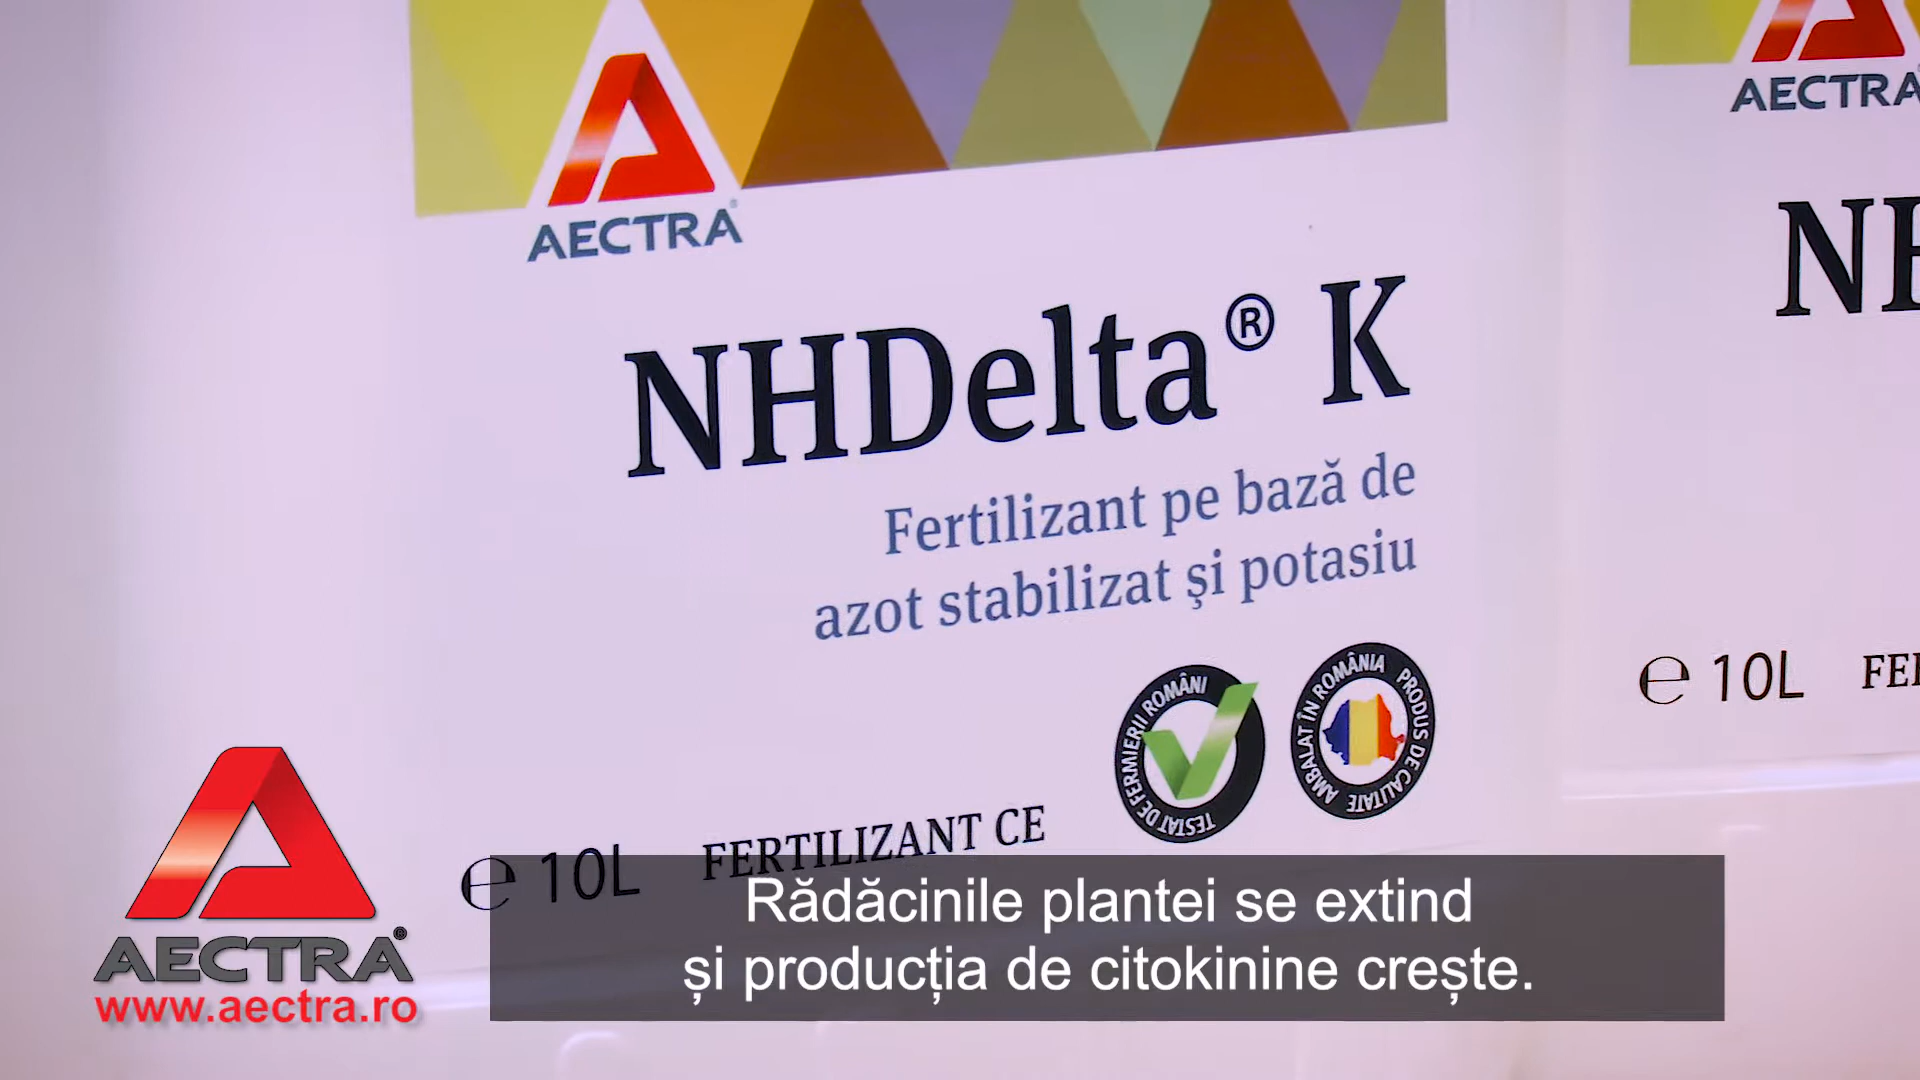 AECTRA
AECTRA
NHDelta® K
Fertilizant pe bază de
azot stabilizat și potasiu
TESTAT DE FERMIERII ROMÂNI
AMBALAT ÎN ROMÂNIA PRODUS DE CALITATE
℮ 10L FERTILIZANT CE
℮ 10L
AECTRA®
www.aectra.ro
Rădăcinile plantei se extind
și producția de citokinine crește.